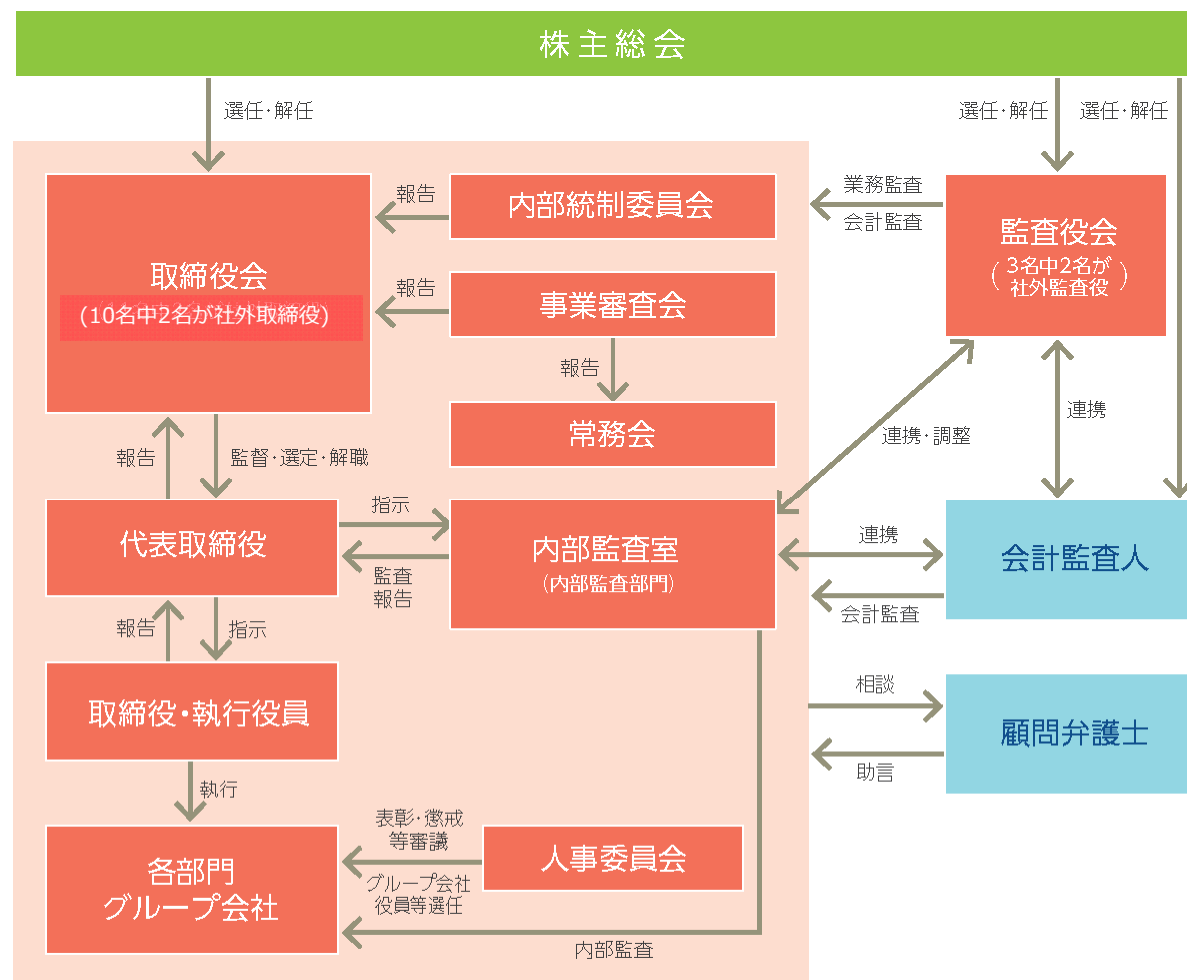 株主総会
選任・解任
選任・解任
選任・解任
取締役会
(10名中2名が社外取締役)
報告
内部統制委員会
業務監査
会計監査
監査役会
(3名中2名が
社外監査役)
報告
事業審査会
報告
常務会
連携・調整
連携
報告
監督・選定・解職
代表取締役
指示
監査
報告
内部監査室
(内部監査部門)
連携
会計監査
会計監査人
報告
指示
取締役・執行役員
相談
助言
顧問弁護士
執行
各部門
グループ会社
表彰・懲戒
等審議
グループ会社
役員等選任
人事委員会
内部監査